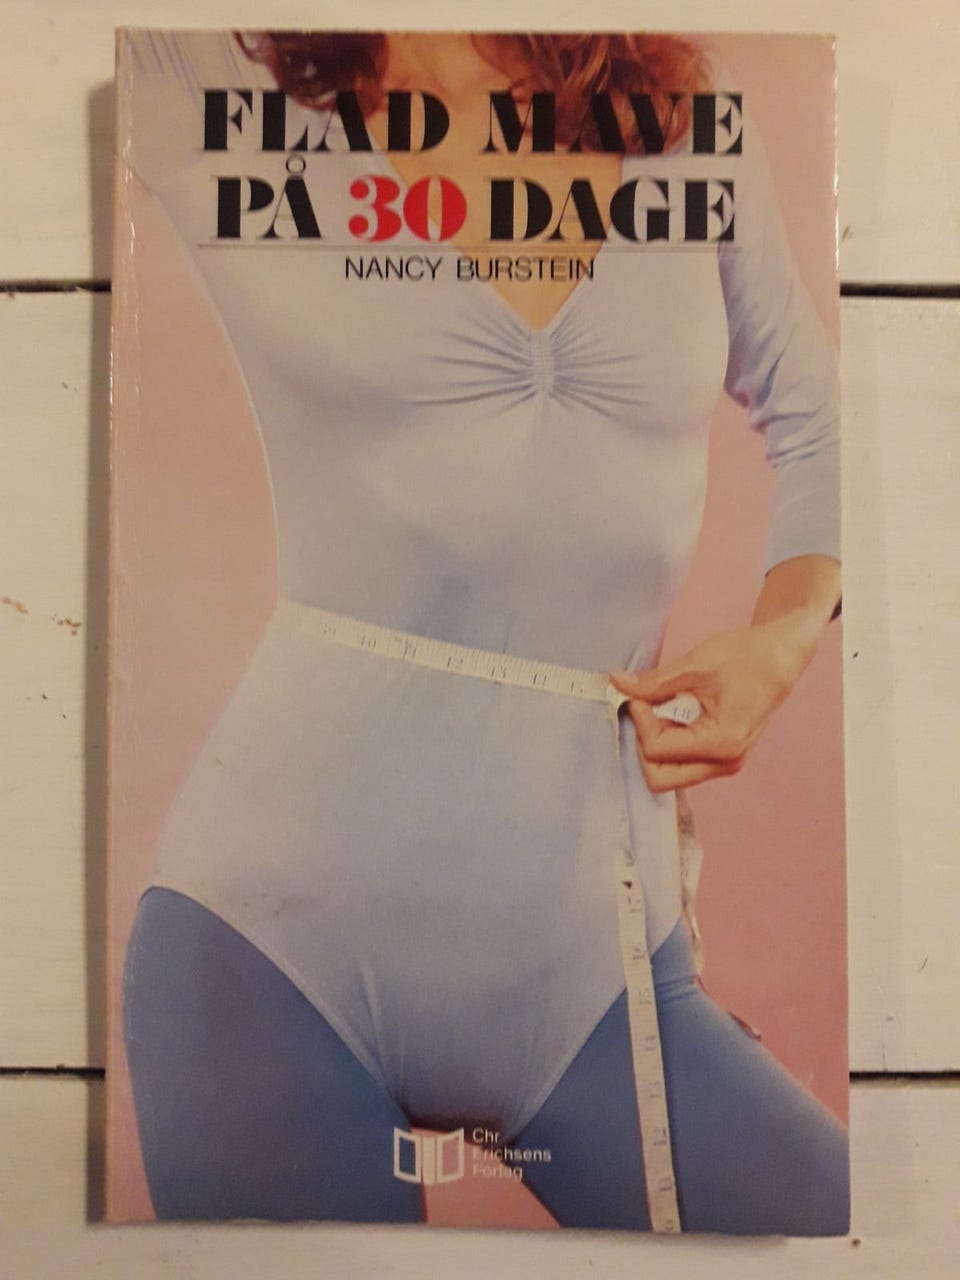 FLAD MAVE
PÅ 30 DAGE
NANCY BURSTEIN
Chr
Erichsens
Forlag